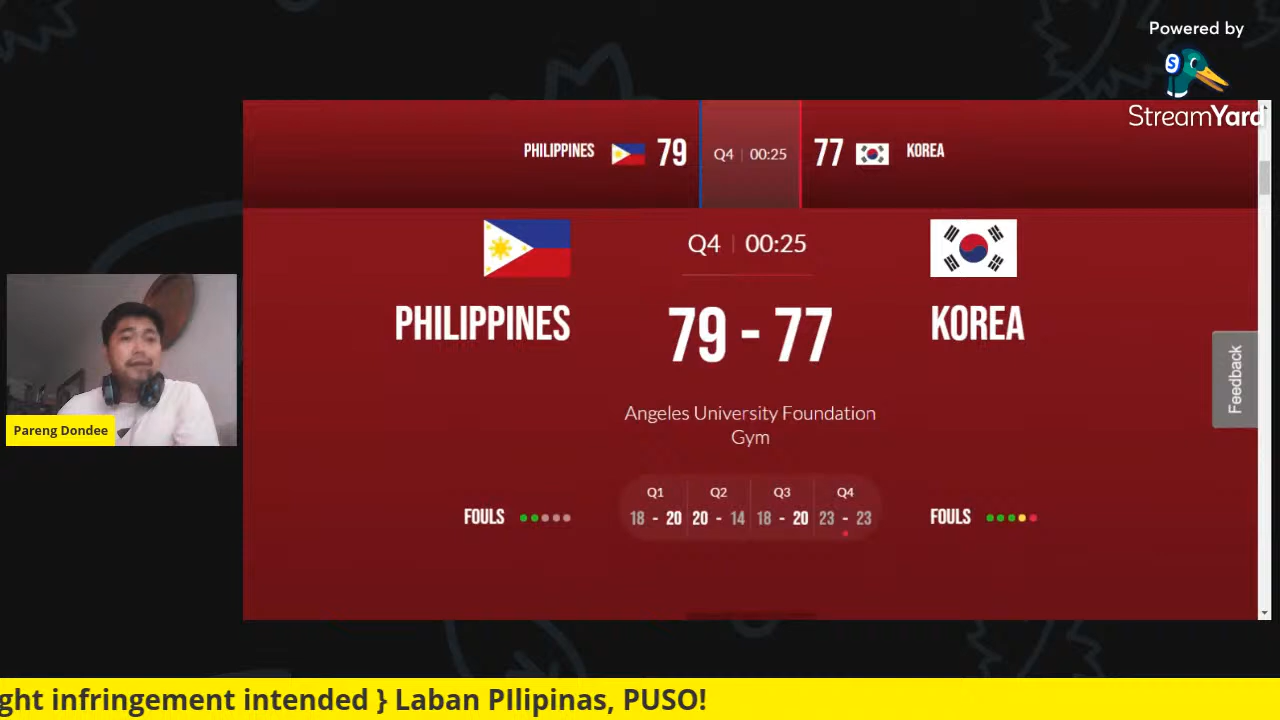 Powered by
StreamYard
PHILIPPINES 79 Q4 | 00:25 77 KOREA
Q4 | 00:25
PHILIPPINES 79 - 77 KOREA
Angeles University Foundation
Gym
Feedback
Q1 Q2 Q3 Q4
FOULS 18 - 20 20 - 14 18 - 20 23 - 23 FOULS
Pareng Dondee
ght infringement intended } Laban PIlipinas, PUSO!